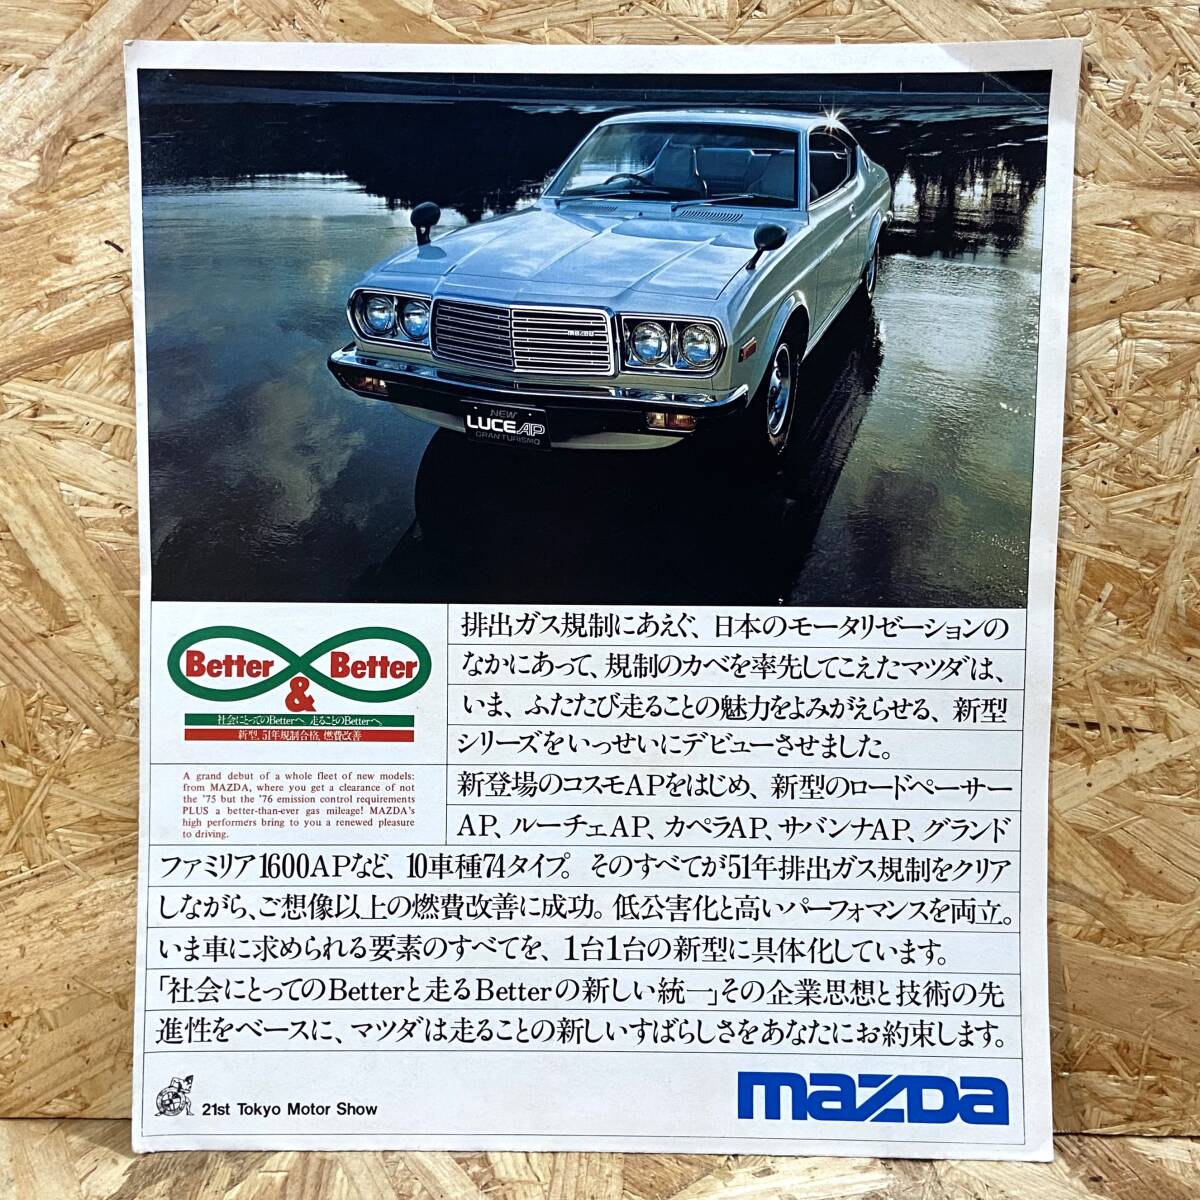 mazda
NEW
LUCE AP
GRANTURISMO
Better & Better
社会にとってのBetterへ 走ることのBetterへ。
新型、51年規制合格、燃費改善
A grand debut of a whole fleet of new models:
from MAZDA, where you get a clearance of not
the '75 but the '76 emission control requirements
PLUS a better-than-ever gas mileage! MAZDA's
high performers bring to you a renewed pleasure
to driving.
排出ガス規制にあえぐ、日本のモータリゼーションの
なかにあって、規制のカベを率先してこえたマツダは、
いま、ふたたび走ることの魅力をよみがえらせる、新型
シリーズをいっせいにデビューさせました。
新登場のコスモAPをはじめ、新型のロードペーサー
AP、ルーチェAP、カペラAP、サバンナAP、グランド
ファミリア1600APなど、10車種74タイプ。そのすべてが51年排出ガス規制をクリア
しながら、ご想像以上の燃費改善に成功。低公害化と高いパーフォマンスを両立。
いま車に求められる要素のすべてを、1台1台の新型に具体化しています。
「社会にとってのBetterと走るBetterの新しい統一」その企業思想と技術の先
進性をベースに、マツダは走ることの新しいすばらしさをあなたにお約束します。
21st Tokyo Motor Show
mazda